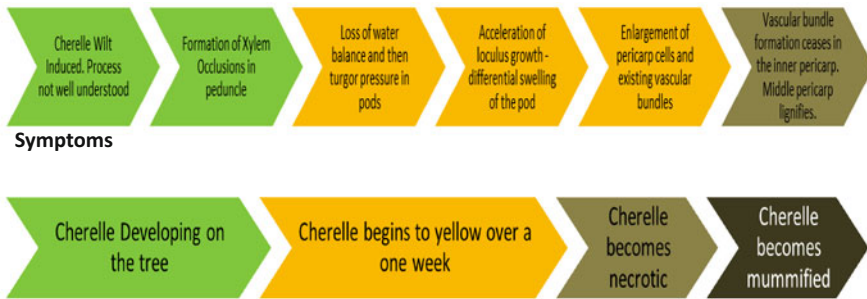 Cherelle Wilt
Induced. Process
not well understood
Formation of Xylem
Occlusions in
peduncle
Loss of water
balance and then
turgor pressure in
pods
Acceleration of
loculus growth -
differential swelling
of the pod
Enlargement of
pericarp cells and
existing vascular
bundles
Vascular bundle
formation ceases in
the inner pericarp.
Middle pericarp
lignifies.
Symptoms
Cherelle Developing on
the tree
Cherelle begins to yellow over a
one week
Cherelle
becomes
necrotic
Cherelle
becomes
mummified